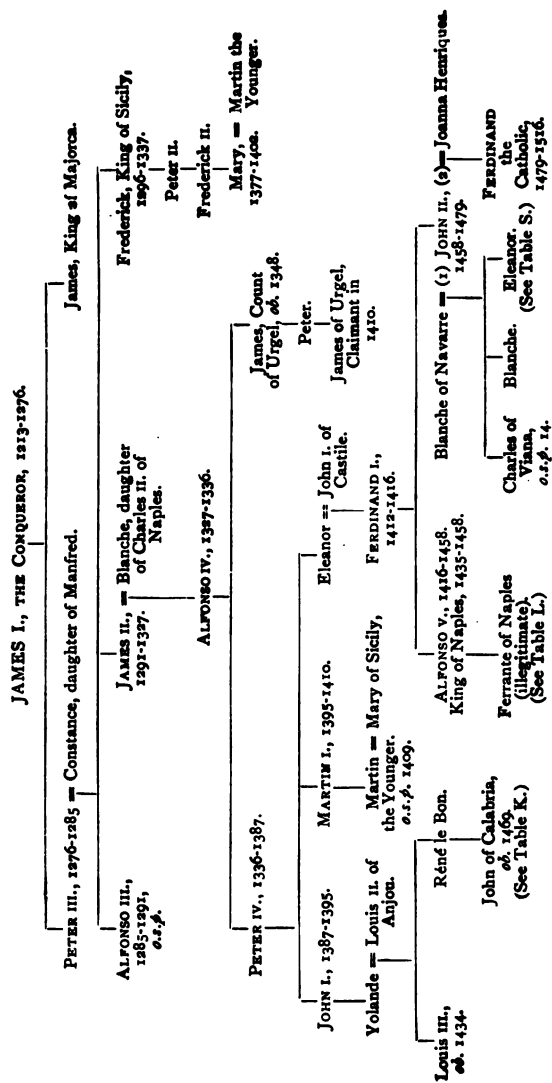 JAMES I., THE CONQUEROR, 1213-1276.
PETER III., 1276-1285 = Constance, daughter of Manfred.
James, King of Majorca.
ALFONSO III.,
1285-1291,
o.s.p.
JAMES II., = Blanche, daughter
1291-1327. of Charles II. of
Naples.
Frederick, King of Sicily,
1296-1337.
Peter II.
Frederick II.
Mary, = Martin the
1377-1402. Younger.
ALFONSO IV., 1327-1336.
PETER IV., 1336-1387.
James, Count
of Urgel, ob. 1348.
Peter.
James of Urgel,
Claimant in
1410.
JOHN I., 1387-1395.
MARTIN I., 1395-1410.
Eleanor = John I. of
Castile.
Yolande = Louis II. of
Anjou.
Martin = Mary of Sicily,
the Younger.
o.s.p. 1409.
FERDINAND I.,
1412-1416.
Louis III.,
ob. 1434.
Réné le Bon.
John of Calabria,
ob. 1469.
(See Table K.)
ALFONSO V., 1416-1458.
King of Naples, 1435-1458.
Ferrante of Naples
(illegitimate).
(See Table L.)
Blanche of Navarre = (1) JOHN II., (2) = Joanna Henriques.
1458-1479.
Charles of
Viana,
o.s.p. 14.
Blanche.
Eleanor.
(See Table S.)
FERDINAND
the
Catholic,
1479-1516.